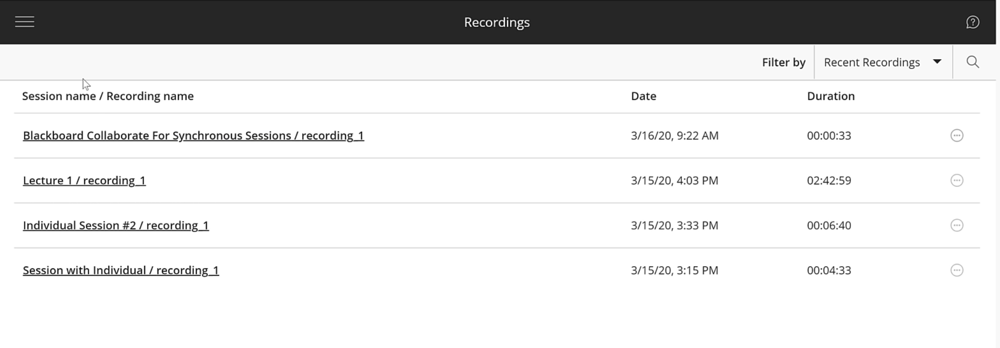 Recordings
Filter by Recent Recordings
Session name / Recording name Date Duration
Blackboard Collaborate For Synchronous Sessions / recording_1 3/16/20, 9:22 AM 00:00:33
Lecture 1 / recording_1 3/15/20, 4:03 PM 02:42:59
Individual Session #2 / recording_1 3/15/20, 3:33 PM 00:06:40
Session with Individual / recording_1 3/15/20, 3:15 PM 00:04:33